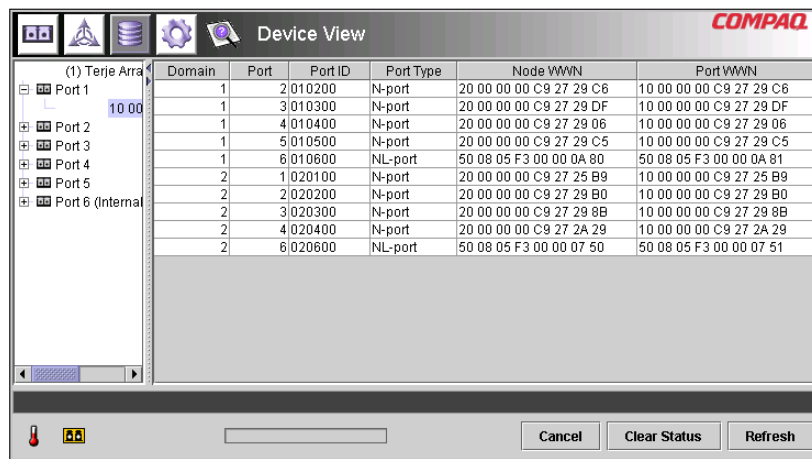 Device View
COMPAQ
(1) Terje Arra
Port 1
10 00
Port 2
Port 3
Port 4
Port 5
Port 6 (Internal
Domain Port Port ID Port Type Node WWN Port WWN
1 2 010200 N-port 20 00 00 00 C9 27 29 C6 10 00 00 00 C9 27 29 C6
1 3 010300 N-port 20 00 00 00 C9 27 29 DF 10 00 00 00 C9 27 29 DF
1 4 010400 N-port 20 00 00 00 C9 27 29 06 10 00 00 00 C9 27 29 06
1 5 010500 N-port 20 00 00 00 C9 27 29 C5 10 00 00 00 C9 27 29 C5
1 6 010600 NL-port 50 08 05 F3 00 00 0A 80 50 08 05 F3 00 00 0A 81
2 1 020100 N-port 20 00 00 00 C9 27 25 B9 10 00 00 00 C9 27 25 B9
2 2 020200 N-port 20 00 00 00 C9 27 29 B0 10 00 00 00 C9 27 29 B0
2 3 020300 N-port 20 00 00 00 C9 27 29 8B 10 00 00 00 C9 27 29 8B
2 4 020400 N-port 20 00 00 00 C9 27 2A 29 10 00 00 00 C9 27 2A 29
2 6 020600 NL-port 50 08 05 F3 00 00 07 50 50 08 05 F3 00 00 07 51
Cancel Clear Status Refresh